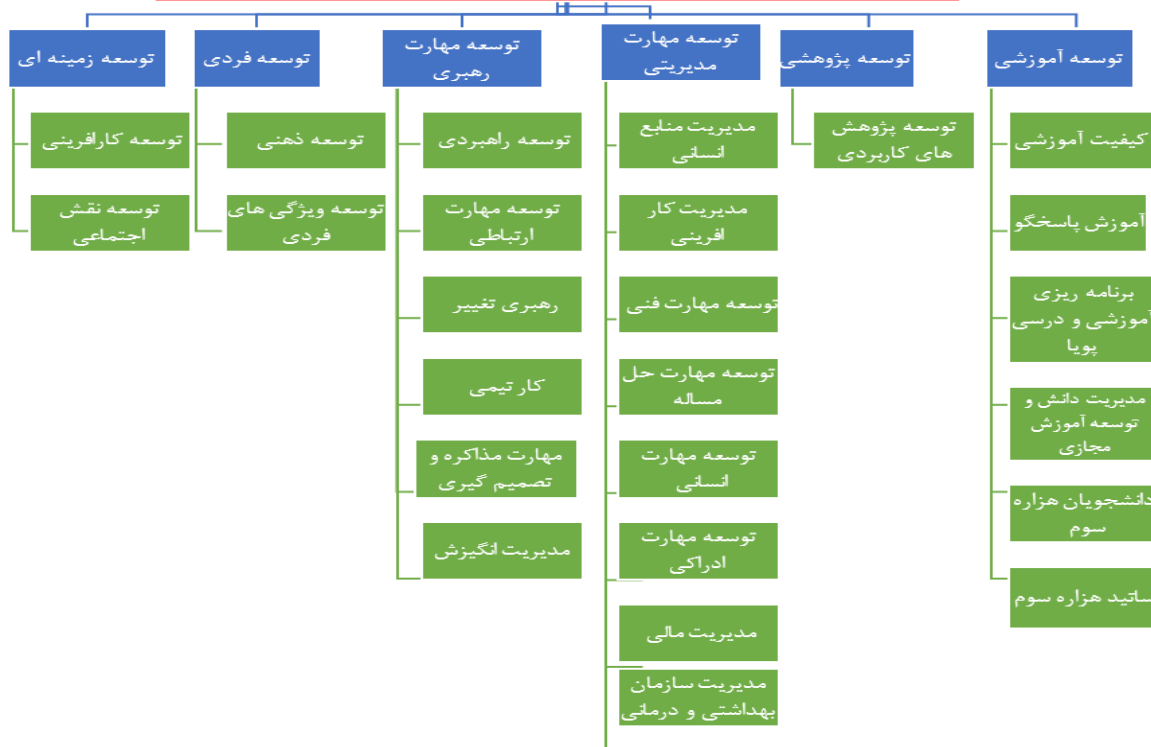 توسعه آموزشی
کیفیت آموزشی
آموزش پاسخگو
برنامه ریزی
آموزشی و درسی
پویا
مدیریت دانش و
توسعه آموزش
مجازی
دانشجویان هزاره
سوم
ساتید هزاره سوم
توسعه پژوهشی
توسعه پژوهش
های کاربردی
توسعه مهارت
مدیریتی
مدیریت منابع
انسانی
مدیریت کار
افرینی
توسعه مهارت فنی
توسعه مهارت حل
مساله
توسعه مهارت
انسانی
توسعه مهارت
ادراکی
مدیریت مالی
مدیریت سازمان
بهداشتی و درمانی
توسعه مهارت
رهبری
توسعه راهبردی
توسعه مهارت
ارتباطی
رهبری تغییر
کار تیمی
مهارت مذاکره و
تصمیم گیری
مدیریت انگیزش
توسعه فردی
توسعه ذهنی
توسعه ویژگی های
فردی
توسعه زمینه ای
توسعه کارافرینی
توسعه نقش
اجتماعی